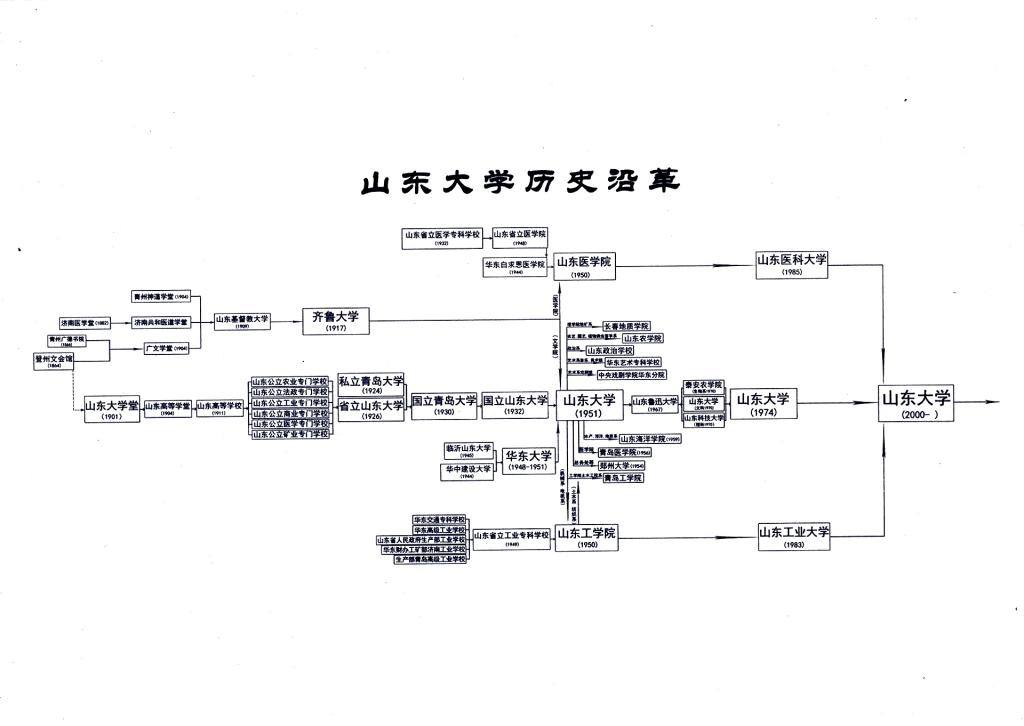 山东大学历史沿革
山东省立医学专科学校
(1932)
山东省立医学院
(1948)
华东白求恩医学院
(1944)
山东医学院
(1950)
山东医科大学
(1985)
青州神道学堂(1904)
济南医学堂(1882)
济南共和医道学堂
青州广德书院
(1866)
广文学堂(1904)
登州文会馆
(1864)
山东基督教大学
(1909)
齐鲁大学
(1917)
(医学院)
(文学院)
长春地质学院
山东农学院
政治系
山东政治学校
华东艺术专科学校
中央戏剧学院华东分院
山东大学堂
(1901)
山东高等学堂
(1904)
山东高等学校
(1911)
山东公立农业专门学校
山东公立法政专门学校
山东公立工业专门学校
山东公立商业专门学校
山东公立医学专门学校
山东公立矿业专门学校
私立青岛大学
(1924)
省立山东大学
(1926)
国立青岛大学
(1930)
国立山东大学
(1932)
山东大学
(1951)
山东鲁迅大学
(1967)
泰安农学院
山东大学
山东科技大学
山东大学
(1974)
山东大学
(2000- )
临沂山东大学
(1945)
华中建设大学
(1944)
华东大学
(1948-1951)
山东海洋学院(1959)
医学院
青岛医学院(1956)
郑州大学(1954)
青岛工学院
华东交通专科学校
华东高级工业学校
山东省人民政府生产部工业学校
华东财办工矿部济南工业学校
生产部青岛高级工业学校
山东省立工业专科学校
(1949)
山东工学院
(1950)
山东工业大学
(1983)